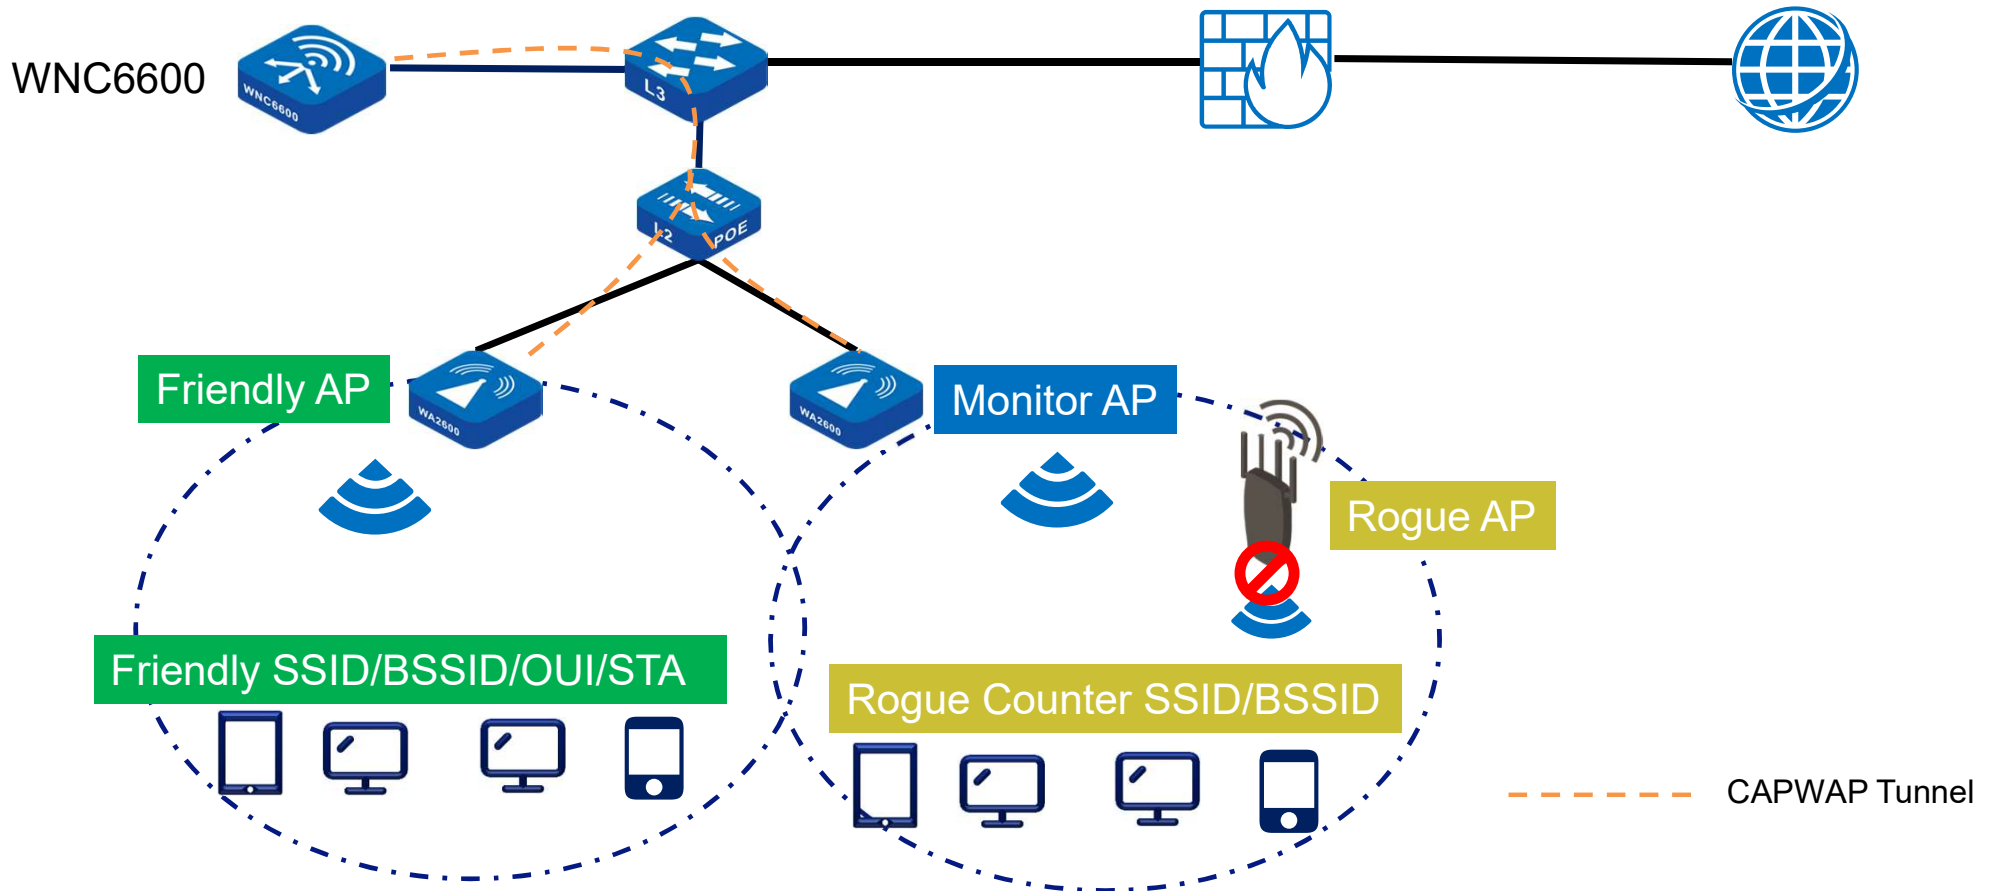 WNC6600
WNC6600
L3
L2
POE
Friendly AP
WA2600
WA2600
Monitor AP
Rogue AP
Friendly SSID/BSSID/OUI/STA
Rogue Counter SSID/BSSID
CAPWAP Tunnel